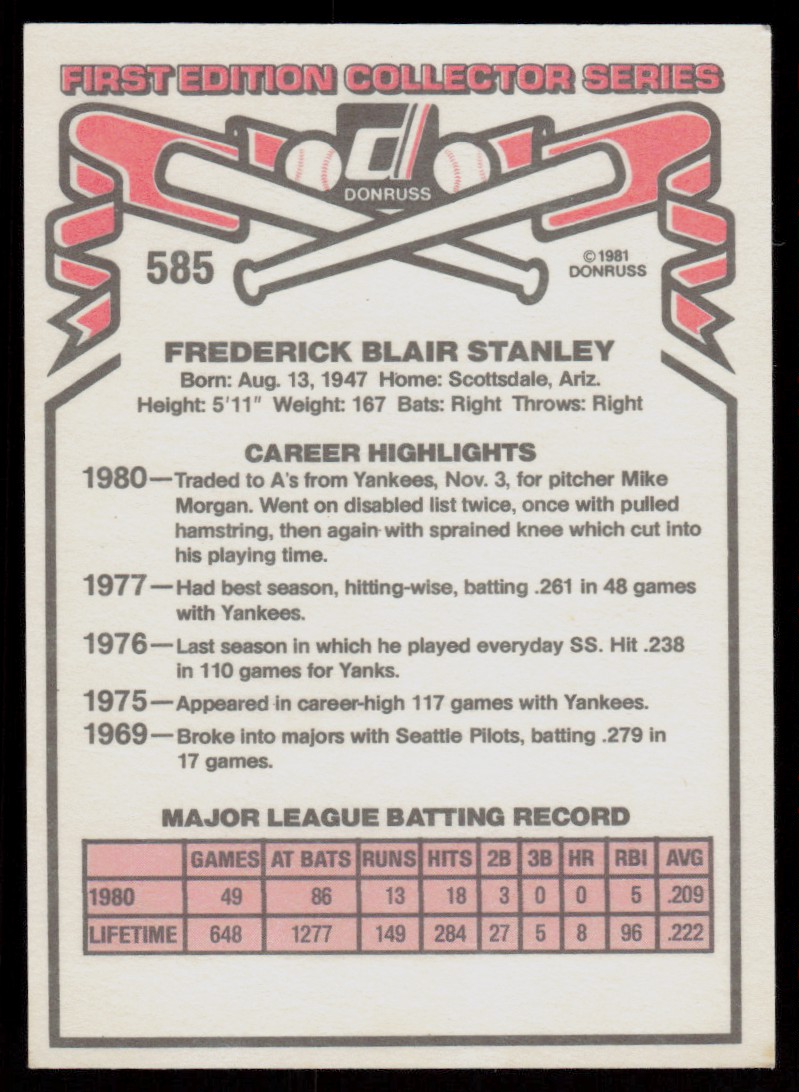 FIRST EDITION COLLECTOR SERIES
d
DONRUSS
585
©1981
DONRUSS
FREDERICK BLAIR STANLEY
Born: Aug. 13, 1947 Home: Scottsdale, Ariz.
Height: 5'11" Weight: 167 Bats: Right Throws: Right
CAREER HIGHLIGHTS
1980—Traded to A's from Yankees, Nov. 3, for pitcher Mike
Morgan. Went on disabled list twice, once with pulled
hamstring, then again with sprained knee which cut into
his playing time.
1977—Had best season, hitting-wise, batting .261 in 48 games
with Yankees.
1976—Last season in which he played everyday SS. Hit .238
in 110 games for Yanks.
1975—Appeared in career-high 117 games with Yankees.
1969—Broke into majors with Seattle Pilots, batting .279 in
17 games.
MAJOR LEAGUE BATTING RECORD
GAMES AT BATS RUNS HITS 2B 3B HR RBI AVG
1980 49 86 13 18 3 0 0 5 .209
LIFETIME 648 1277 149 284 27 5 8 96 .222